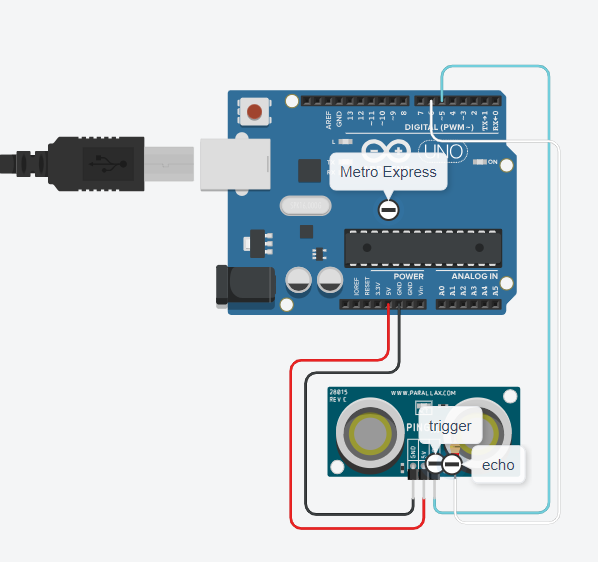 AREF
GND
13
12
~11
~10
~9
8
7
~5
4
~3
2
TX→1
RX←0
DIGITAL (PWM~)
L
UNO
ON
Metro Express
POWER
ANALOG IN
IOREF
RESET
3.3V
5V
GND
GND
Vin
A0
A1
A2
A3
A4
A5
28015
REV C
WWW.PARALLAX.COM
trigger
GND
5V
echo